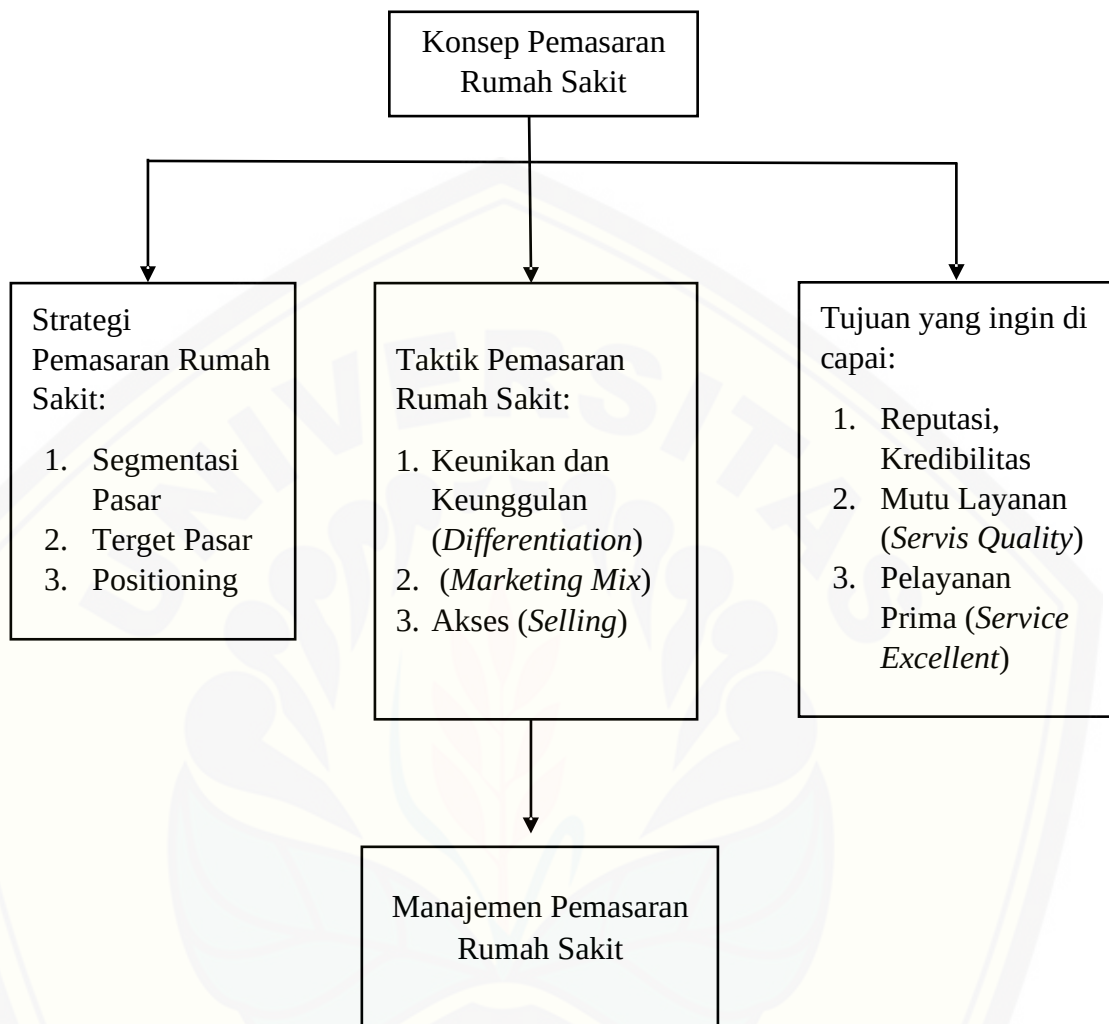 Konsep Pemasaran
Rumah Sakit
Strategi
Pemasaran Rumah
Sakit:
1. Segmentasi
Pasar
2. Terget Pasar
3. Positioning
Taktik Pemasaran
Rumah Sakit:
1. Keunikan dan
Keunggulan
(Differentiation)
2. (Marketing Mix)
3. Akses (Selling)
Tujuan yang ingin di
capai:
1. Reputasi,
Kredibilitas
2. Mutu Layanan
(Servis Quality)
3. Pelayanan
Prima (Service
Excellent)
Manajemen Pemasaran
Rumah Sakit
UNIVERSITAS